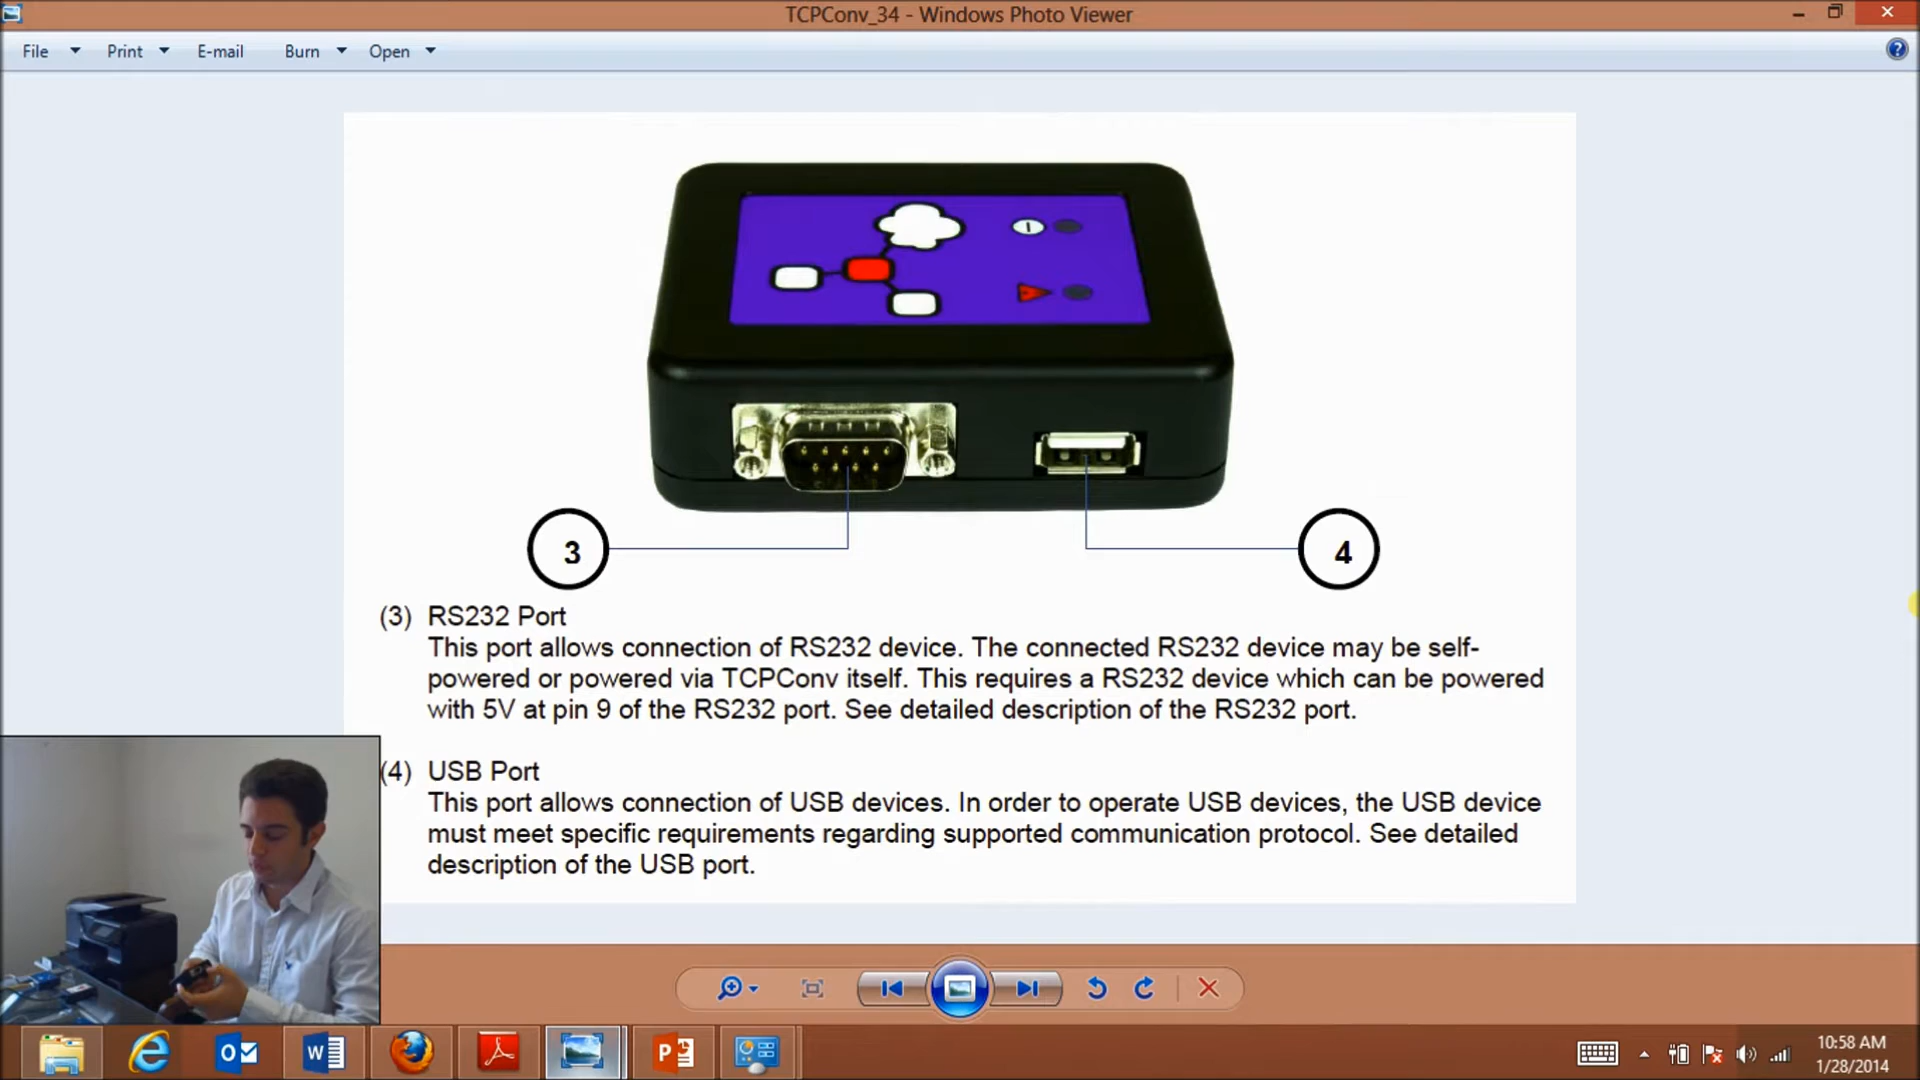 TCPConv_34 - Windows Photo Viewer
File Print E-mail Burn Open
3
4
(3) RS232 Port
This port allows connection of RS232 device. The connected RS232 device may be self-
powered or powered via TCPConv itself. This requires a RS232 device which can be powered
with 5V at pin 9 of the RS232 port. See detailed description of the RS232 port.
(4) USB Port
This port allows connection of USB devices. In order to operate USB devices, the USB device
must meet specific requirements regarding supported communication protocol. See detailed
description of the USB port.
10:58 AM
1/28/2014